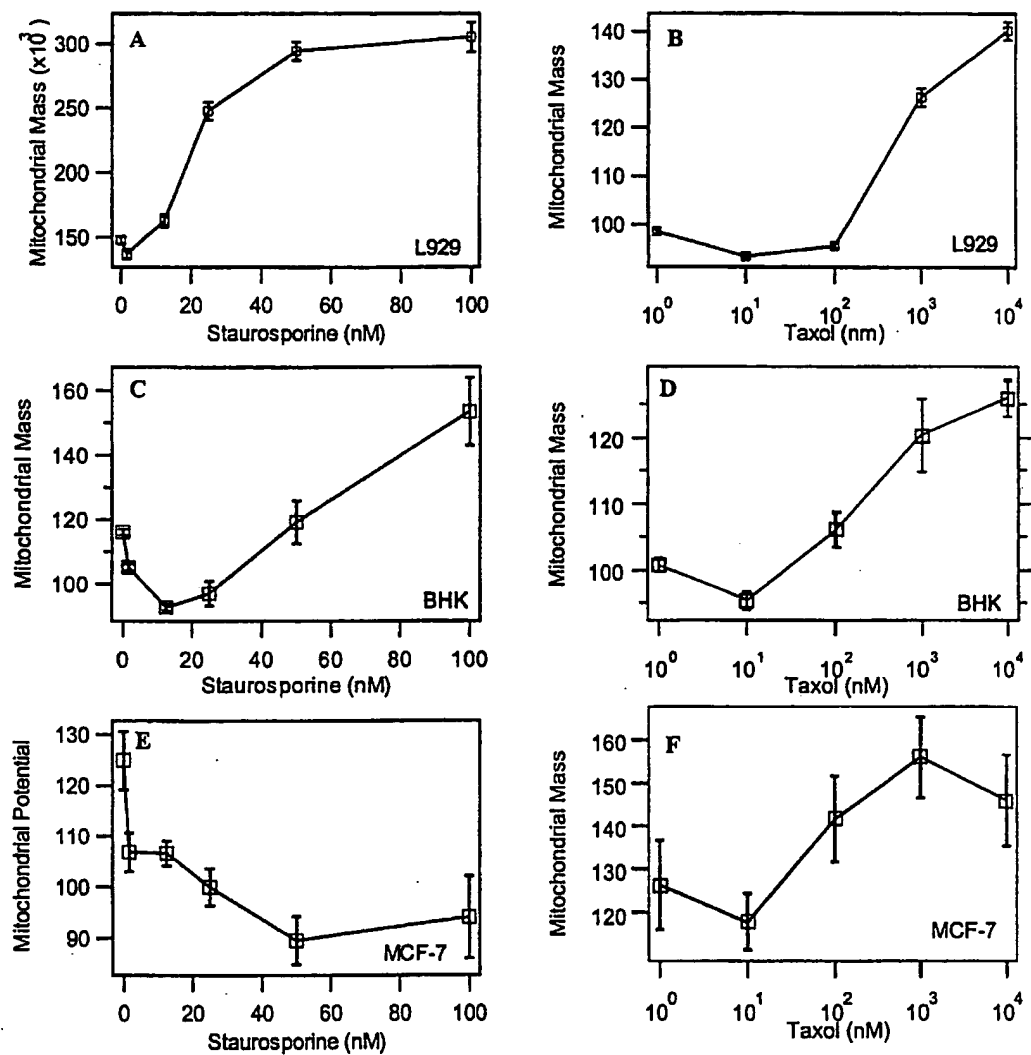 A
Mitochondrial Mass (x10³)
300
250
200
150
L929
0 20 40 60 80 100
Staurosporine (nM)
B
Mitochondrial Mass
140
130
120
110
100
L929
10⁰ 10¹ 10² 10³ 10⁴
Taxol (nm)
C
Mitochondrial Mass
160
140
120
100
BHK
0 20 40 60 80 100
Staurosporine (nM)
D
Mitochondrial Mass
120
110
100
BHK
10⁰ 10¹ 10² 10³ 10⁴
Taxol (nM)
E
Mitochondrial Potential
130
120
110
100
90
MCF-7
0 20 40 60 80 100
Staurosporine (nM)
F
Mitochondrial Mass
160
150
140
130
120
MCF-7
10⁰ 10¹ 10² 10³ 10⁴
Taxol (nM)